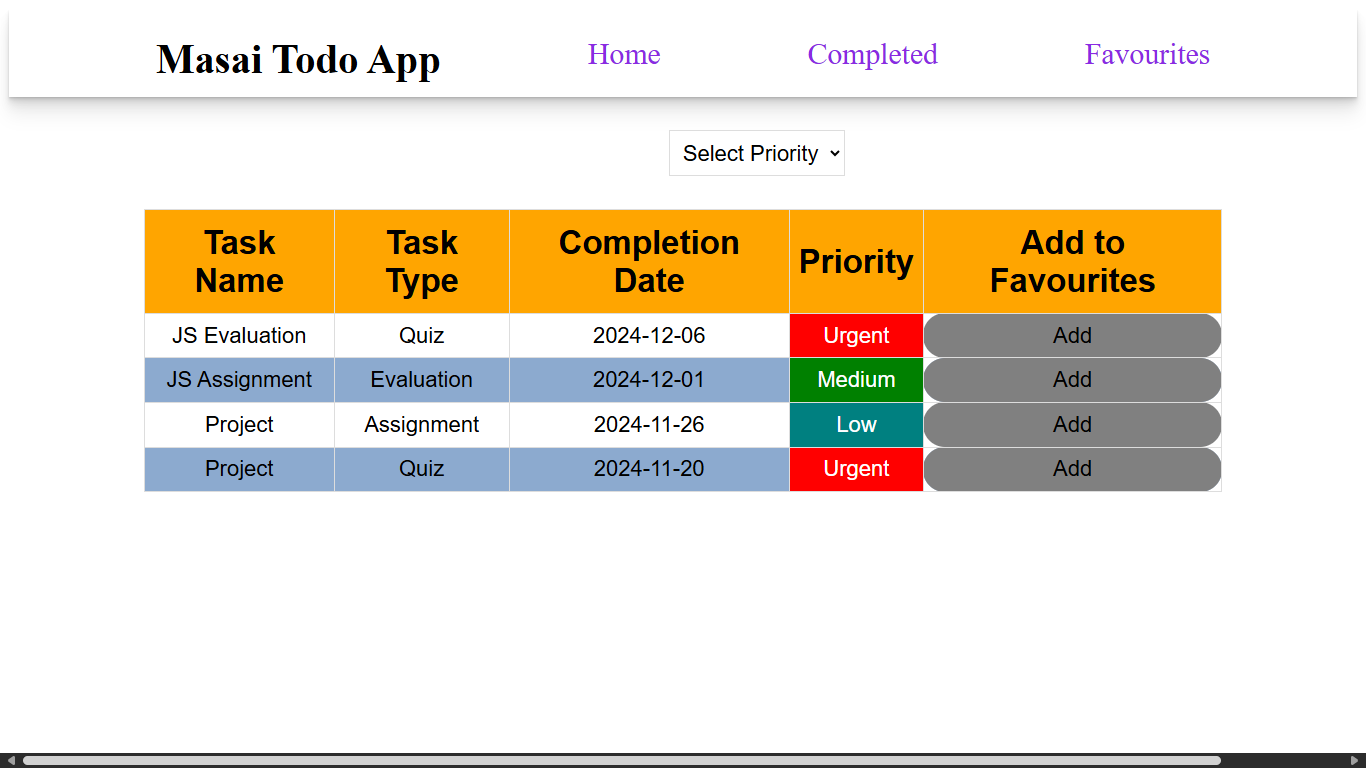 Masai Todo App Home Completed Favourites
Select Priority
Task Name Task Type Completion Date Priority Add to Favourites
JS Evaluation Quiz 2024-12-06 Urgent Add
JS Assignment Evaluation 2024-12-01 Medium Add
Project Assignment 2024-11-26 Low Add
Project Quiz 2024-11-20 Urgent Add